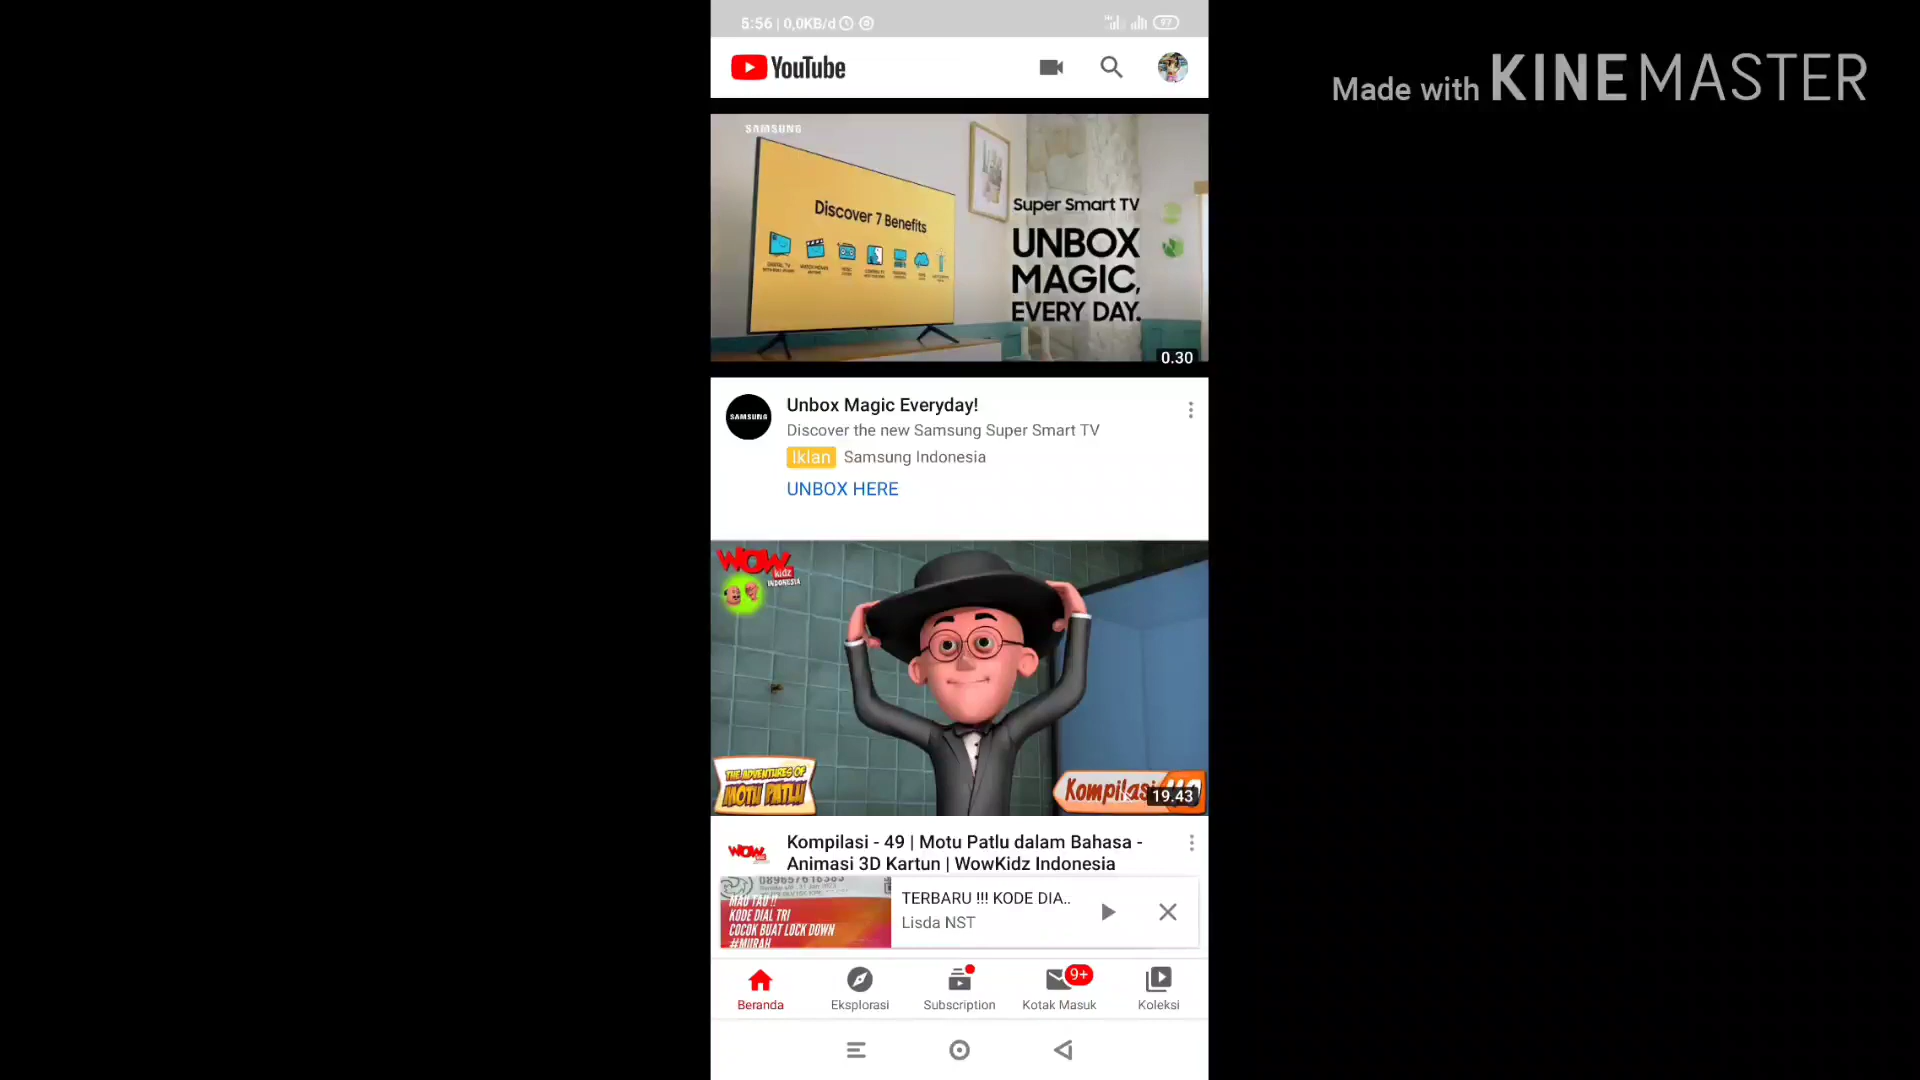 5:56 | 0,0KB/d
97
YouTube
Made with KINEMASTER
SAMSUNG
Discover 7 Benefits
Super Smart TV
UNBOX
MAGIC,
EVERY DAY.
0.30
SAMSUNG
Unbox Magic Everyday!
Discover the new Samsung Super Smart TV
Iklan Samsung Indonesia
UNBOX HERE
WOW
kidz
INDONESIA
THE ADVENTURES OF
MOTU PATLU
Kompilasi
19.43
WOW
Kompilasi - 49 | Motu Patlu dalam Bahasa -
Animasi 3D Kartun | WowKidz Indonesia
MAU TAU !!
KODE DIAL TRI
COCOK BUAT LOCK DOWN
#MURAH
TERBARU !!! KODE DIA..
Lisda NST
9+
Beranda
Eksplorasi
Subscription
Kotak Masuk
Koleksi